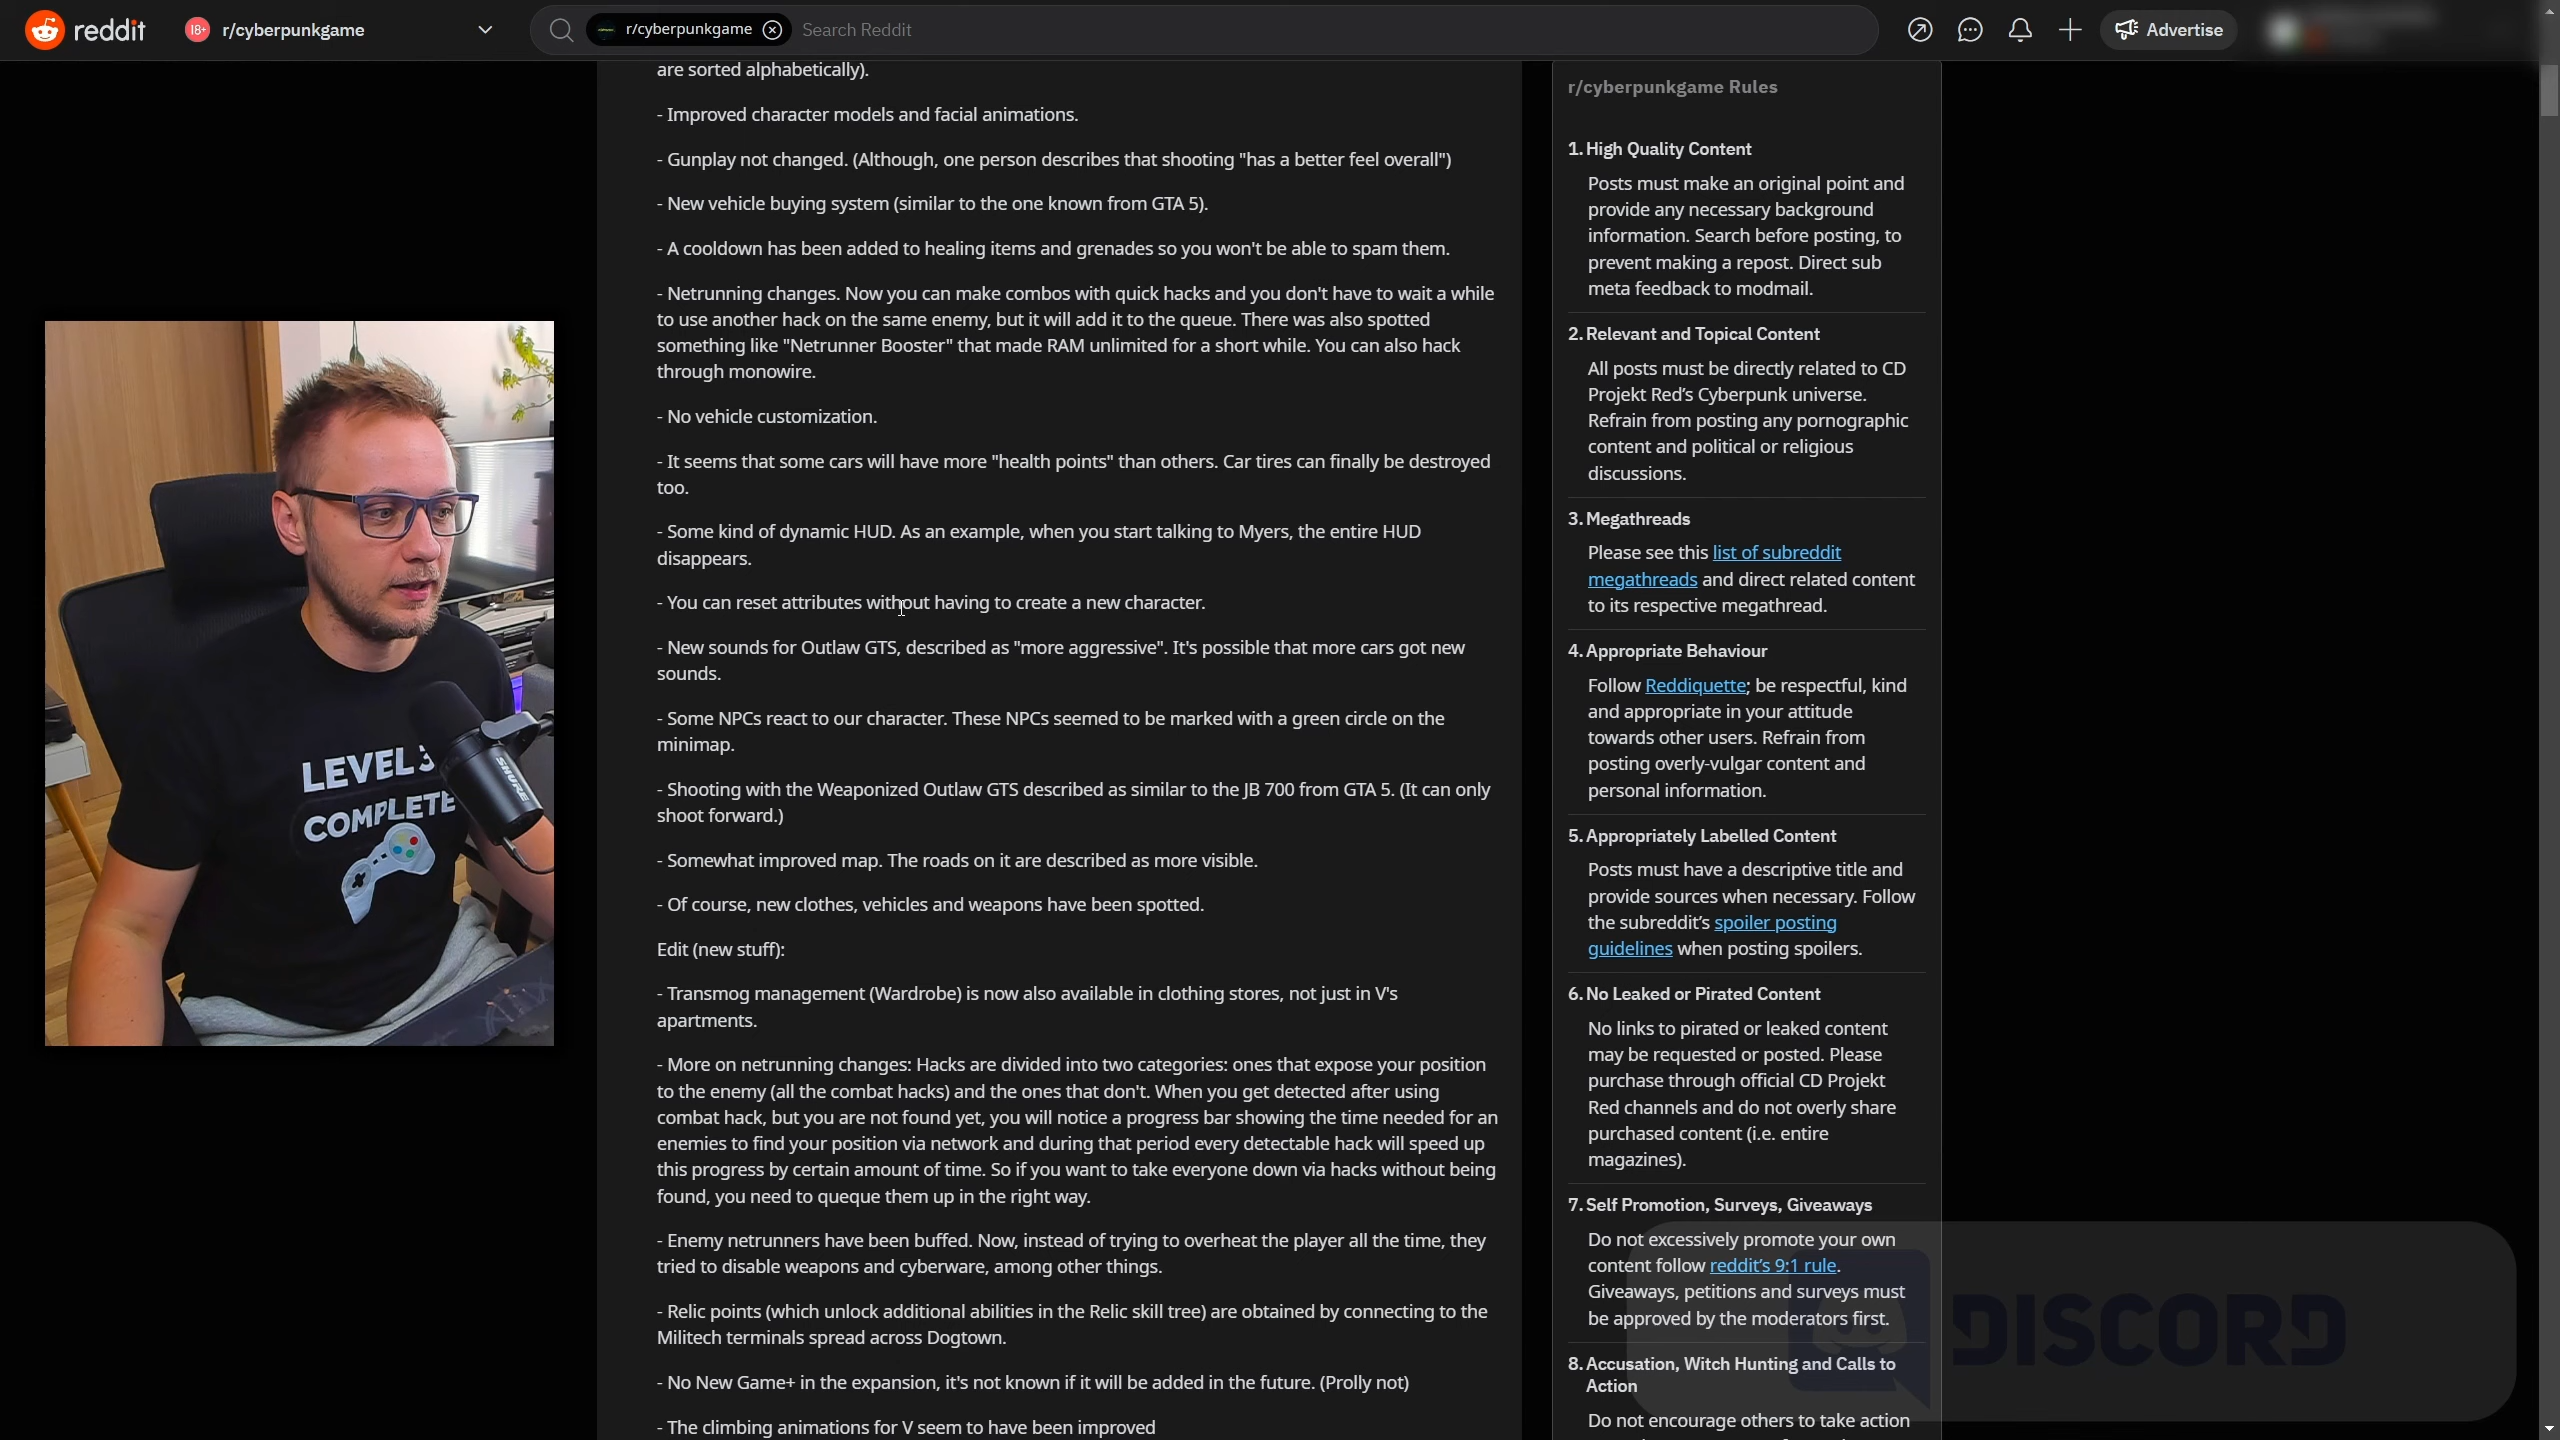 reddit
18+
r/cyberpunkgame
r/cyberpunkgame
Search Reddit
Advertise
are sorted alphabetically).
- Improved character models and facial animations.
- Gunplay not changed. (Although, one person describes that shooting "has a better feel overall")
- New vehicle buying system (similar to the one known from GTA 5).
- A cooldown has been added to healing items and grenades so you won't be able to spam them.
- Netrunning changes. Now you can make combos with quick hacks and you don't have to wait a while
to use another hack on the same enemy, but it will add it to the queue. There was also spotted
something like "Netrunner Booster" that made RAM unlimited for a short while. You can also hack
through monowire.
- No vehicle customization.
- It seems that some cars will have more "health points" than others. Car tires can finally be destroyed
too.
- Some kind of dynamic HUD. As an example, when you start talking to Myers, the entire HUD
disappears.
- You can reset attributes without having to create a new character.
- New sounds for Outlaw GTS, described as "more aggressive". It's possible that more cars got new
sounds.
- Some NPCs react to our character. These NPCs seemed to be marked with a green circle on the
minimap.
- Shooting with the Weaponized Outlaw GTS described as similar to the JB 700 from GTA 5. (It can only
shoot forward.)
- Somewhat improved map. The roads on it are described as more visible.
- Of course, new clothes, vehicles and weapons have been spotted.
Edit (new stuff):
- Transmog management (Wardrobe) is now also available in clothing stores, not just in V's
apartments.
- More on netrunning changes: Hacks are divided into two categories: ones that expose your position
to the enemy (all the combat hacks) and the ones that don't. When you get detected after using
combat hack, but you are not found yet, you will notice a progress bar showing the time needed for an
enemies to find your position via network and during that period every detectable hack will speed up
this progress by certain amount of time. So if you want to take everyone down via hacks without being
found, you need to queque them up in the right way.
- Enemy netrunners have been buffed. Now, instead of trying to overheat the player all the time, they
tried to disable weapons and cyberware, among other things.
- Relic points (which unlock additional abilities in the Relic skill tree) are obtained by connecting to the
Militech terminals spread across Dogtown.
- No New Game+ in the expansion, it's not known if it will be added in the future. (Prolly not)
- The climbing animations for V seem to have been improved
r/cyberpunkgame Rules
1. High Quality Content
Posts must make an original point and
provide any necessary background
information. Search before posting, to
prevent making a repost. Direct sub
meta feedback to modmail.
2. Relevant and Topical Content
All posts must be directly related to CD
Projekt Red's Cyberpunk universe.
Refrain from posting any pornographic
content and political or religious
discussions.
3. Megathreads
Please see this list of subreddit
megathreads and direct related content
to its respective megathread.
4. Appropriate Behaviour
Follow Reddiquette; be respectful, kind
and appropriate in your attitude
towards other users. Refrain from
posting overly-vulgar content and
personal information.
5. Appropriately Labelled Content
Posts must have a descriptive title and
provide sources when necessary. Follow
the subreddit's spoiler posting
guidelines when posting spoilers.
6. No Leaked or Pirated Content
No links to pirated or leaked content
may be requested or posted. Please
purchase through official CD Projekt
Red channels and do not overly share
purchased content (i.e. entire
magazines).
7. Self Promotion, Surveys, Giveaways
Do not excessively promote your own
content follow reddit's 9:1 rule.
Giveaways, petitions and surveys must
be approved by the moderators first.
8. Accusation, Witch Hunting and Calls to
Action
Do not encourage others to take action
DISCORD
LEVEL 3
COMPLETE
SHURE